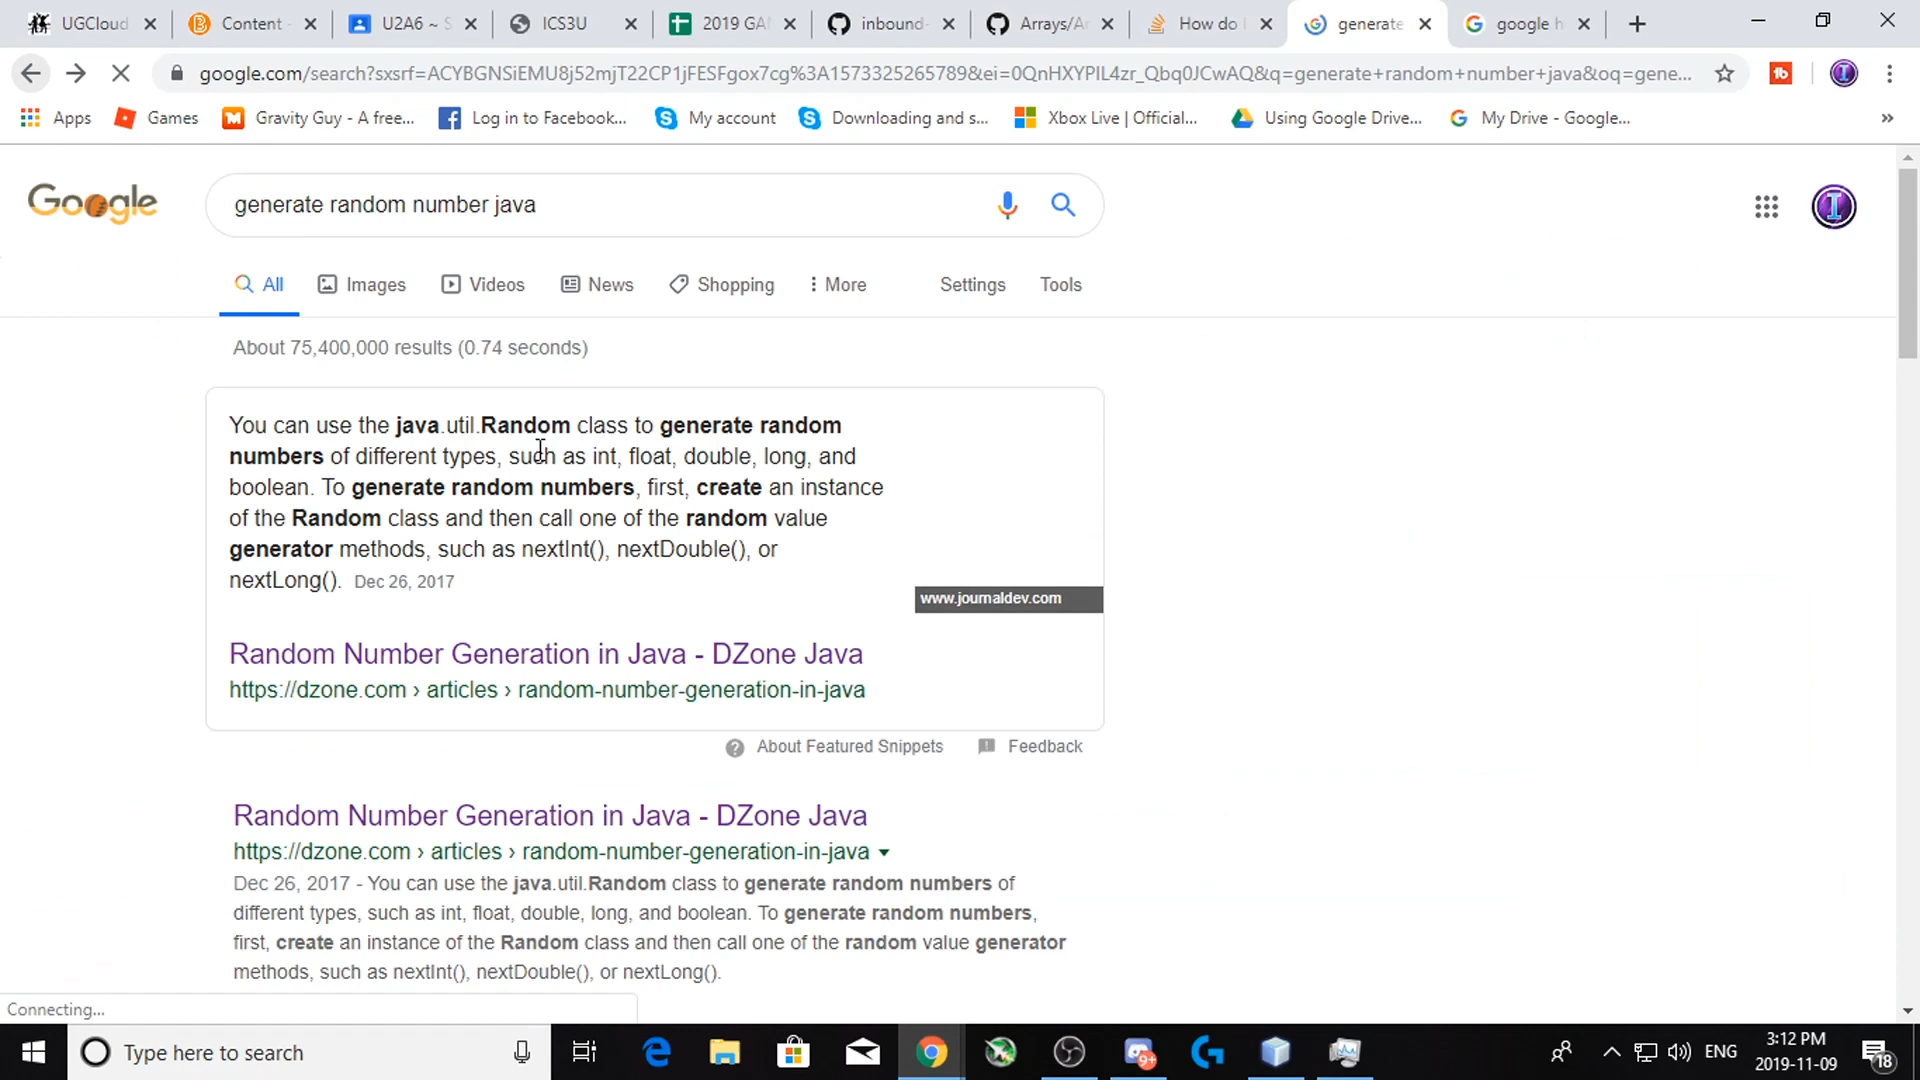 UGCloud
Content
U2A6 ~ S
ICS3U
2019 GA
inbound-
Arrays/A
How do
generate
google h
google.com/search?sxsrf=ACYBGNSiEMU8j52mjT22CP1jFESFgox7cg%3A1573325265789&ei=0QnHXYPIL4zr_Qbq0JCwAQ&q=generate+random+number+java&oq=gene...
Apps
Games
Gravity Guy - A free...
Log in to Facebook...
My account
Downloading and s...
Xbox Live | Official...
Using Google Drive...
My Drive - Google...
»
Google
generate random number java
All
Images
Videos
News
Shopping
More
Settings
Tools
About 75,400,000 results (0.74 seconds)
You can use the java.util.Random class to generate random
numbers of different types, such as int, float, double, long, and
boolean. To generate random numbers, first, create an instance
of the Random class and then call one of the random value
generator methods, such as nextInt(), nextDouble(), or
nextLong(). Dec 26, 2017
www.journaldev.com
Random Number Generation in Java - DZone Java
https://dzone.com › articles › random-number-generation-in-java
About Featured Snippets
Feedback
Random Number Generation in Java - DZone Java
https://dzone.com › articles › random-number-generation-in-java
Dec 26, 2017 - You can use the java.util.Random class to generate random numbers of
different types, such as int, float, double, long, and boolean. To generate random numbers,
first, create an instance of the Random class and then call one of the random value generator
methods, such as nextInt(), nextDouble(), or nextLong().
Connecting...
Type here to search
9+
ENG
3:12 PM
2019-11-09
18